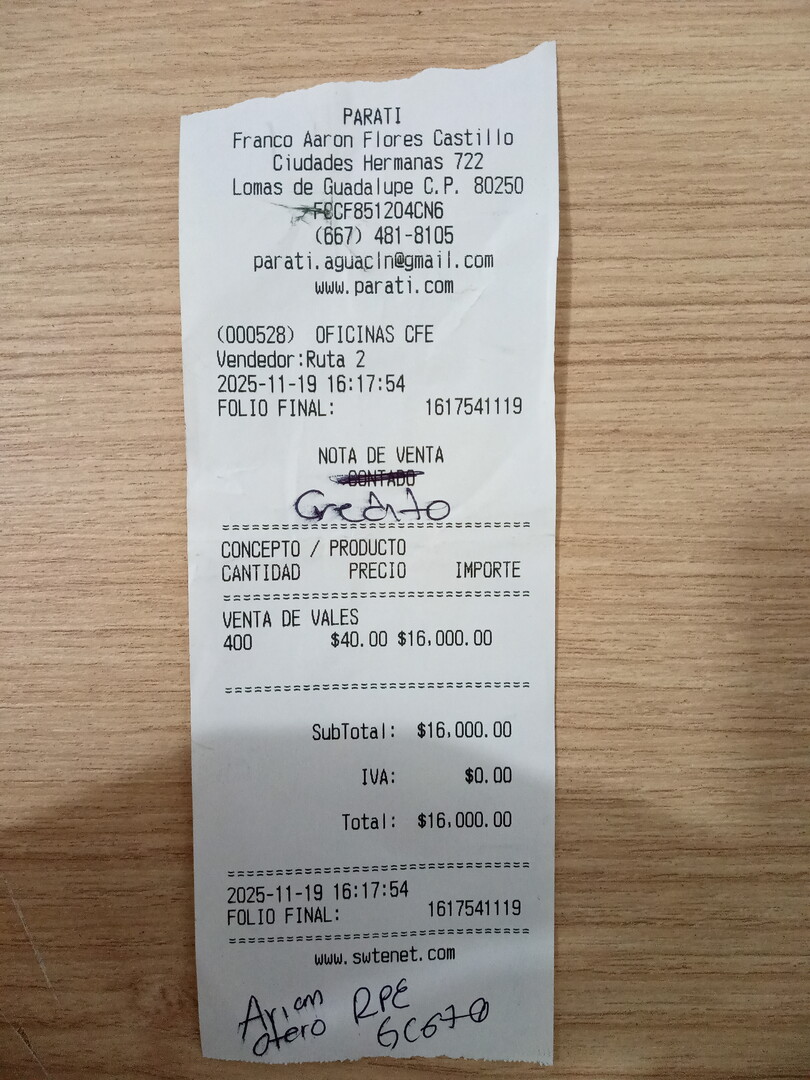 PARATI
Franco Aaron Flores Castillo
Ciudades Hermanas 722
Lomas de Guadalupe C.P. 80250
FCCF851204CN6
(667) 481-8105
parati.aguacln@gmail.com
www.parati.com
(000528) OFICINAS CFE
Vendedor:Ruta 2
2025-11-19 16:17:54
FOLIO FINAL: 1617541119
NOTA DE VENTA
CONTADO
Credito
CONCEPTO / PRODUCTO
CANTIDAD PRECIO IMPORTE
VENTA DE VALES
400 $40.00 $16,000.00
SubTotal: $16,000.00
IVA: $0.00
Total: $16,000.00
2025-11-19 16:17:54
FOLIO FINAL: 1617541119
www.swtenet.com
Arian RPE
otero